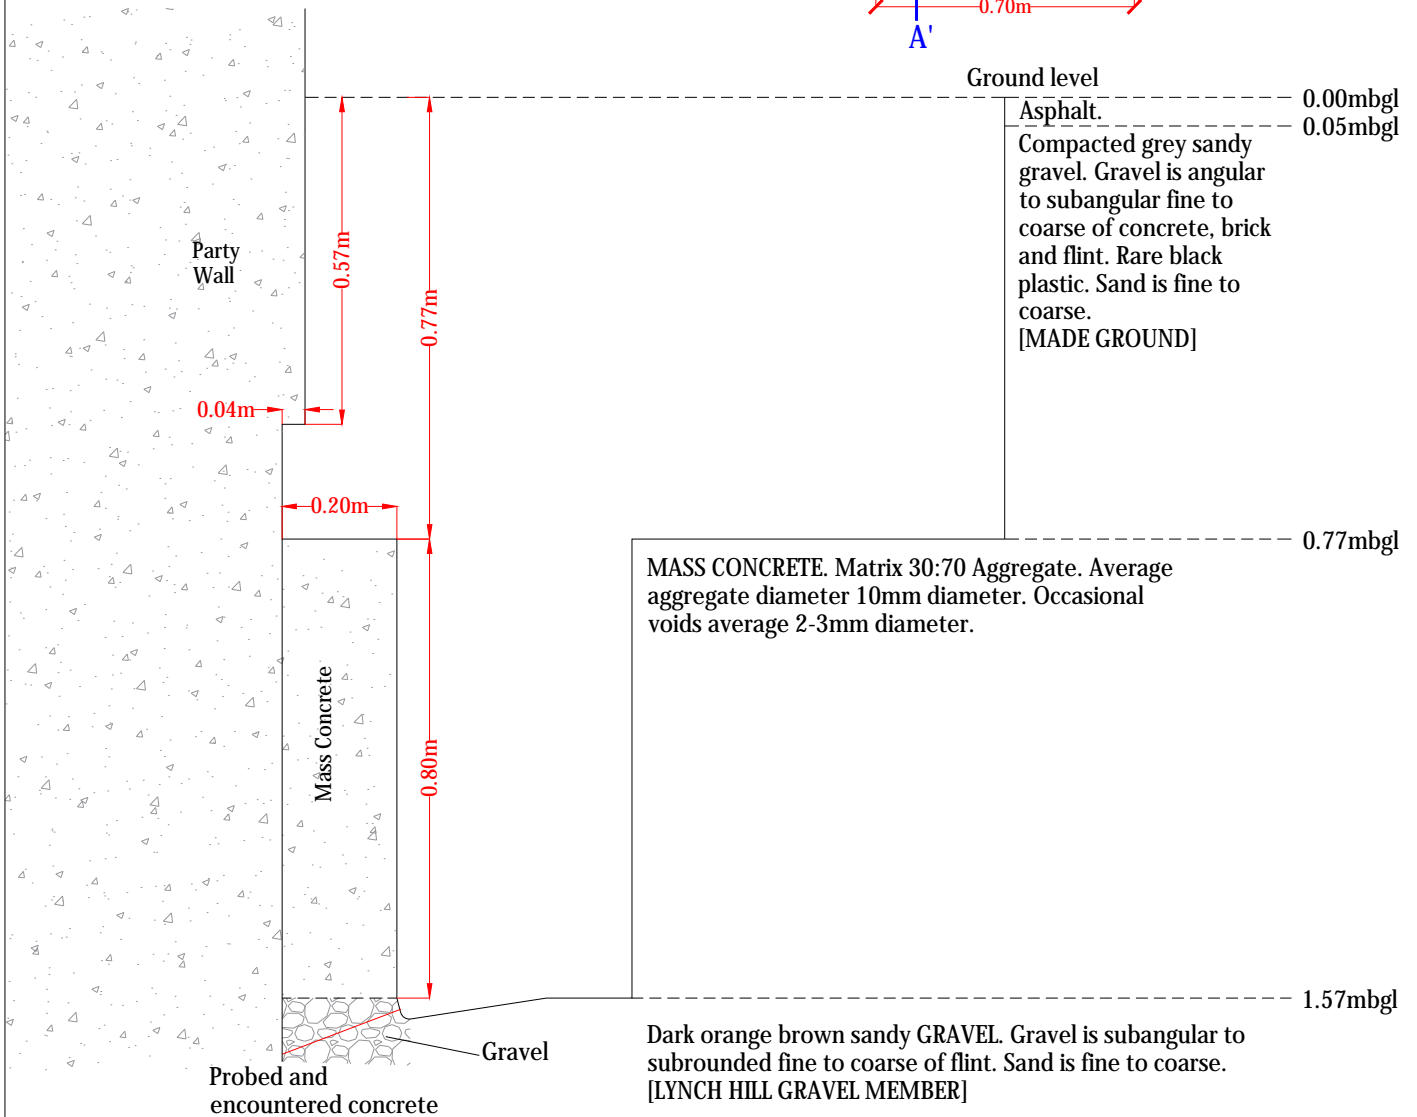 0.70m
A'
Ground level
0.00mbgl
Asphalt.
0.05mbgl
Compacted grey sandy
gravel. Gravel is angular
to subangular fine to
coarse of concrete, brick
and flint. Rare black
plastic. Sand is fine to
coarse.
[MADE GROUND]
Party
Wall
0.57m
0.77m
0.04m
0.20m
0.77mbgl
MASS CONCRETE. Matrix 30:70 Aggregate. Average
aggregate diameter 10mm diameter. Occasional
voids average 2-3mm diameter.
Mass Concrete
0.80m
1.57mbgl
Dark orange brown sandy GRAVEL. Gravel is subangular to
subrounded fine to coarse of flint. Sand is fine to coarse.
[LYNCH HILL GRAVEL MEMBER]
Gravel
Probed and
encountered concrete